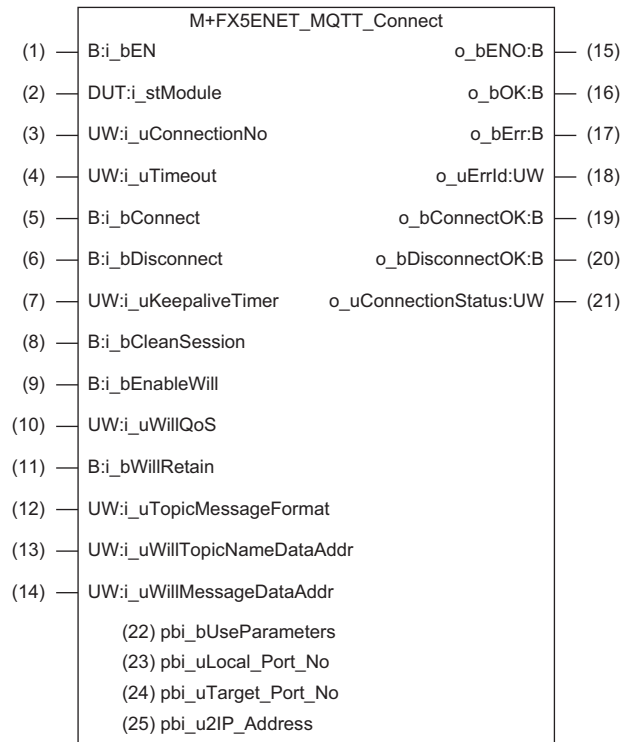 M+FX5ENET_MQTT_Connect
(1) B:i_bEN o_bENO:B (15)
(2) DUT:i_stModule o_bOK:B (16)
(3) UW:i_uConnectionNo o_bErr:B (17)
(4) UW:i_uTimeout o_uErrId:UW (18)
(5) B:i_bConnect o_bConnectOK:B (19)
(6) B:i_bDisconnect o_bDisconnectOK:B (20)
(7) UW:i_uKeepaliveTimer o_uConnectionStatus:UW (21)
(8) B:i_bCleanSession
(9) B:i_bEnableWill
(10) UW:i_uWillQoS
(11) B:i_bWillRetain
(12) UW:i_uTopicMessageFormat
(13) UW:i_uWillTopicNameDataAddr
(14) UW:i_uWillMessageDataAddr
(22) pbi_bUseParameters
(23) pbi_uLocal_Port_No
(24) pbi_uTarget_Port_No
(25) pbi_u2IP_Address